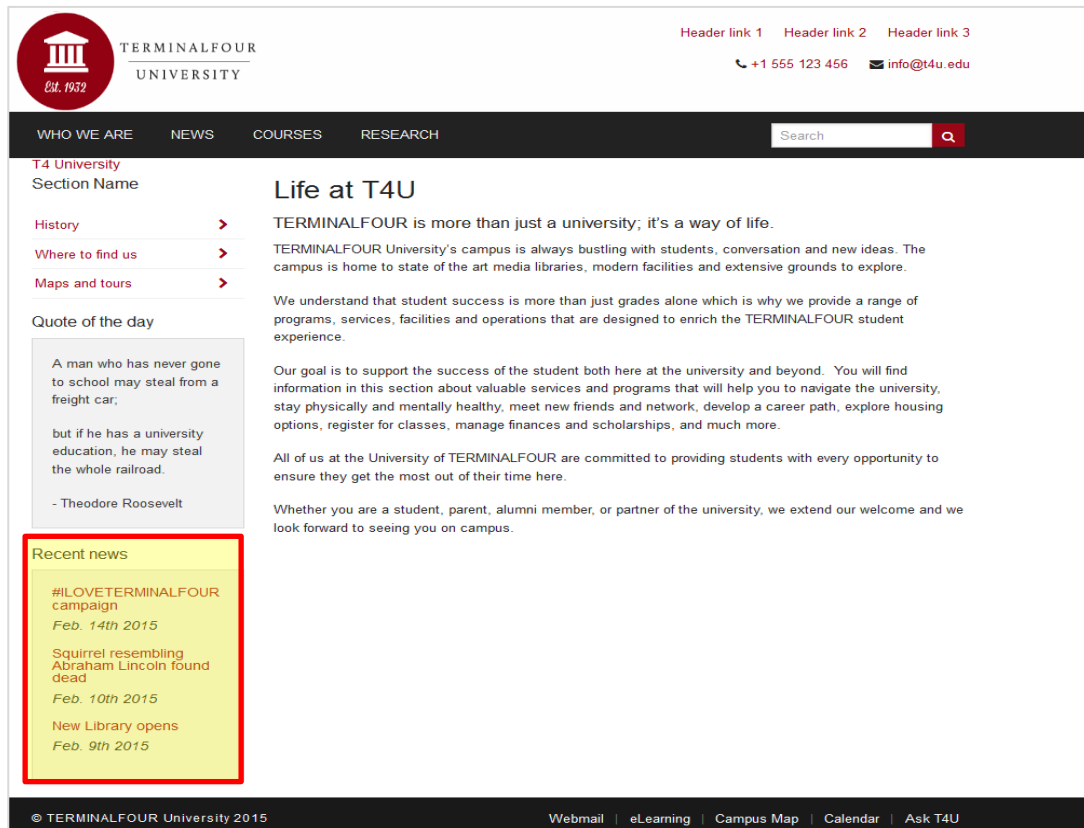 TERMINALFOUR
UNIVERSITY
Est. 1932
Header link 1 Header link 2 Header link 3
+1 555 123 456 info@t4u.edu
WHO WE ARE NEWS COURSES RESEARCH Search
T4 University
Section Name
History
Where to find us
Maps and tours
Quote of the day
A man who has never gone
to school may steal from a
freight car;
but if he has a university
education, he may steal
the whole railroad.
- Theodore Roosevelt
Recent news
#ILOVETERMINALFOUR
campaign
Feb. 14th 2015
Squirrel resembling
Abraham Lincoln found
dead
Feb. 10th 2015
New Library opens
Feb. 9th 2015
Life at T4U
TERMINALFOUR is more than just a university; it's a way of life.
TERMINALFOUR University's campus is always bustling with students, conversation and new ideas. The
campus is home to state of the art media libraries, modern facilities and extensive grounds to explore.
We understand that student success is more than just grades alone which is why we provide a range of
programs, services, facilities and operations that are designed to enrich the TERMINALFOUR student
experience.
Our goal is to support the success of the student both here at the university and beyond. You will find
information in this section about valuable services and programs that will help you to navigate the university,
stay physically and mentally healthy, meet new friends and network, develop a career path, explore housing
options, register for classes, manage finances and scholarships, and much more.
All of us at the University of TERMINALFOUR are committed to providing students with every opportunity to
ensure they get the most out of their time here.
Whether you are a student, parent, alumni member, or partner of the university, we extend our welcome and we
look forward to seeing you on campus.
© TERMINALFOUR University 2015 Webmail | eLearning | Campus Map | Calendar | Ask T4U